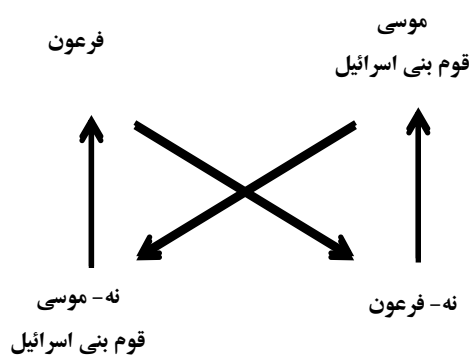 موسی
قوم بنی اسرائیل
فرعون
نه- فرعون
نه- موسی
قوم بنی اسرائیل